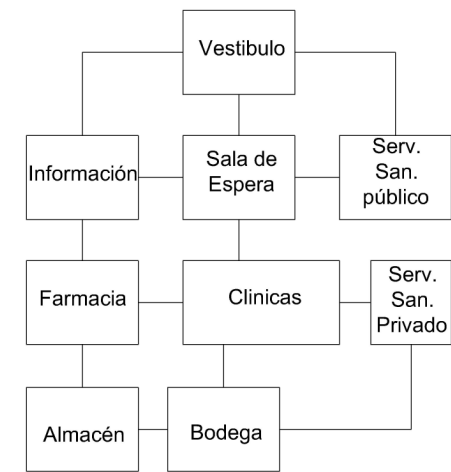 Vestibulo
Información
Sala de
Espera
Serv.
San.
público
Farmacia
Clinicas
Serv.
San.
Privado
Almacén
Bodega